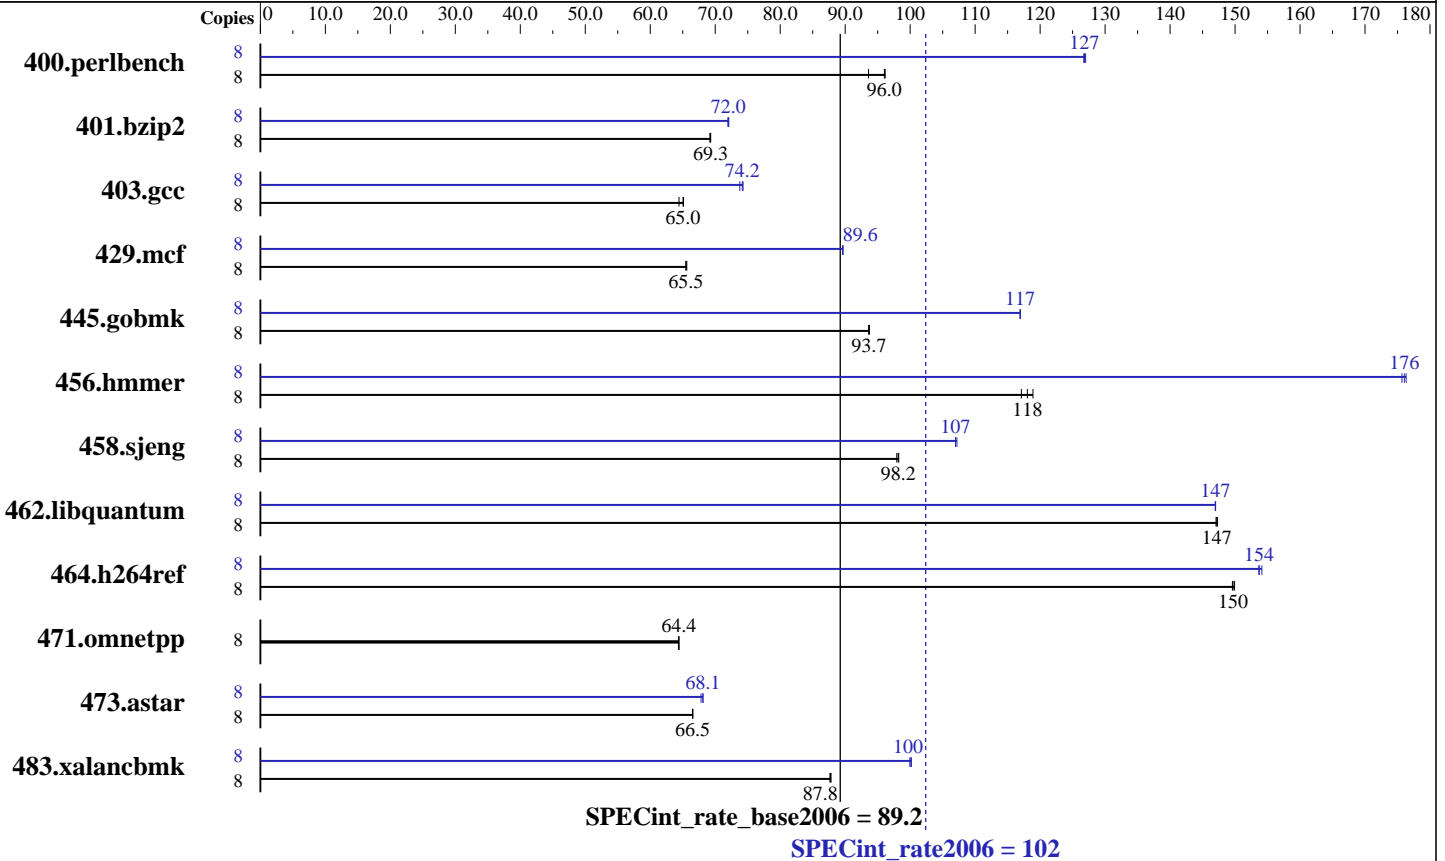 Copies 0 10.0 20.0 30.0 40.0 50.0 60.0 70.0 80.0 90.0 100 110 120 130 140 150 160 170 180
400.perlbench 8 127
8 96.0
401.bzip2 8 72.0
8 69.3
403.gcc 8 74.2
8 65.0
429.mcf 8 89.6
8 65.5
445.gobmk 8 117
8 93.7
456.hmmer 8 176
8 118
458.sjeng 8 107
8 98.2
462.libquantum 8 147
8 147
464.h264ref 8 154
8 150
471.omnetpp 8 64.4
473.astar 8 68.1
8 66.5
483.xalancbmk 8 100
8 87.8
SPECint_rate_base2006 = 89.2
SPECint_rate2006 = 102